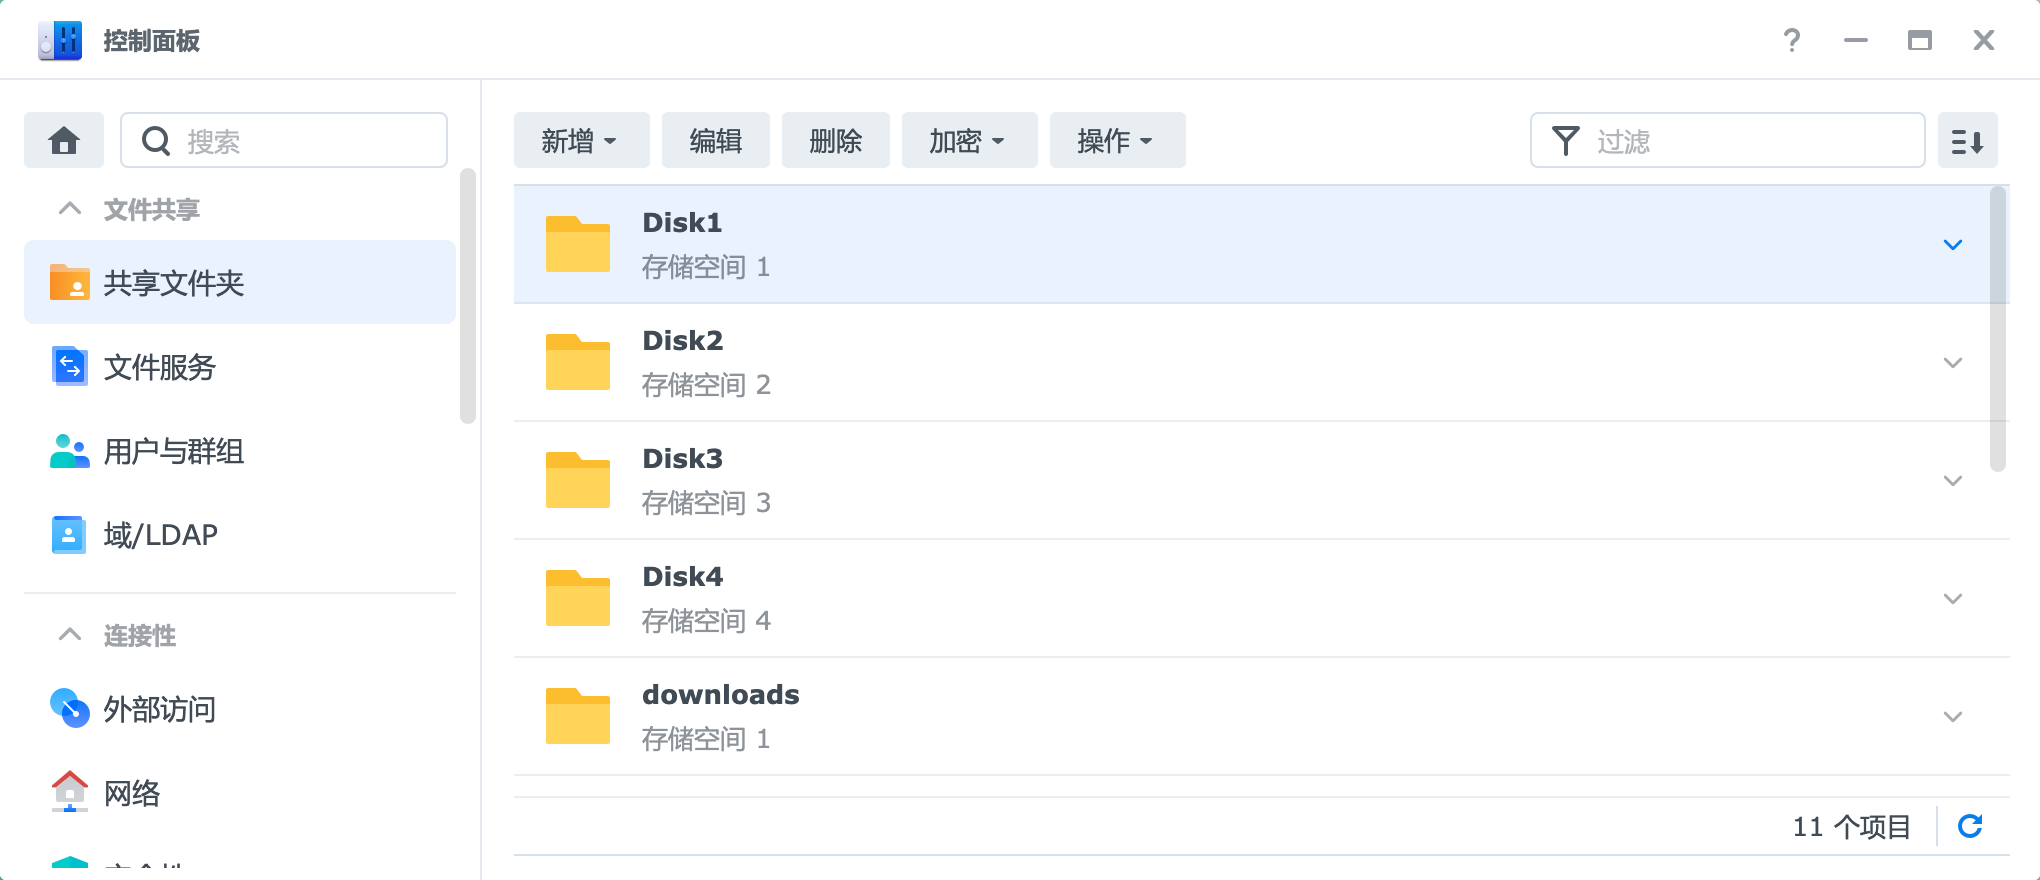 控制面板
搜索
文件共享
共享文件夹
文件服务
用户与群组
域/LDAP
连接性
外部访问
网络
新增
编辑
删除
加密
操作
过滤
Disk1
存储空间 1
Disk2
存储空间 2
Disk3
存储空间 3
Disk4
存储空间 4
downloads
存储空间 1
11 个项目